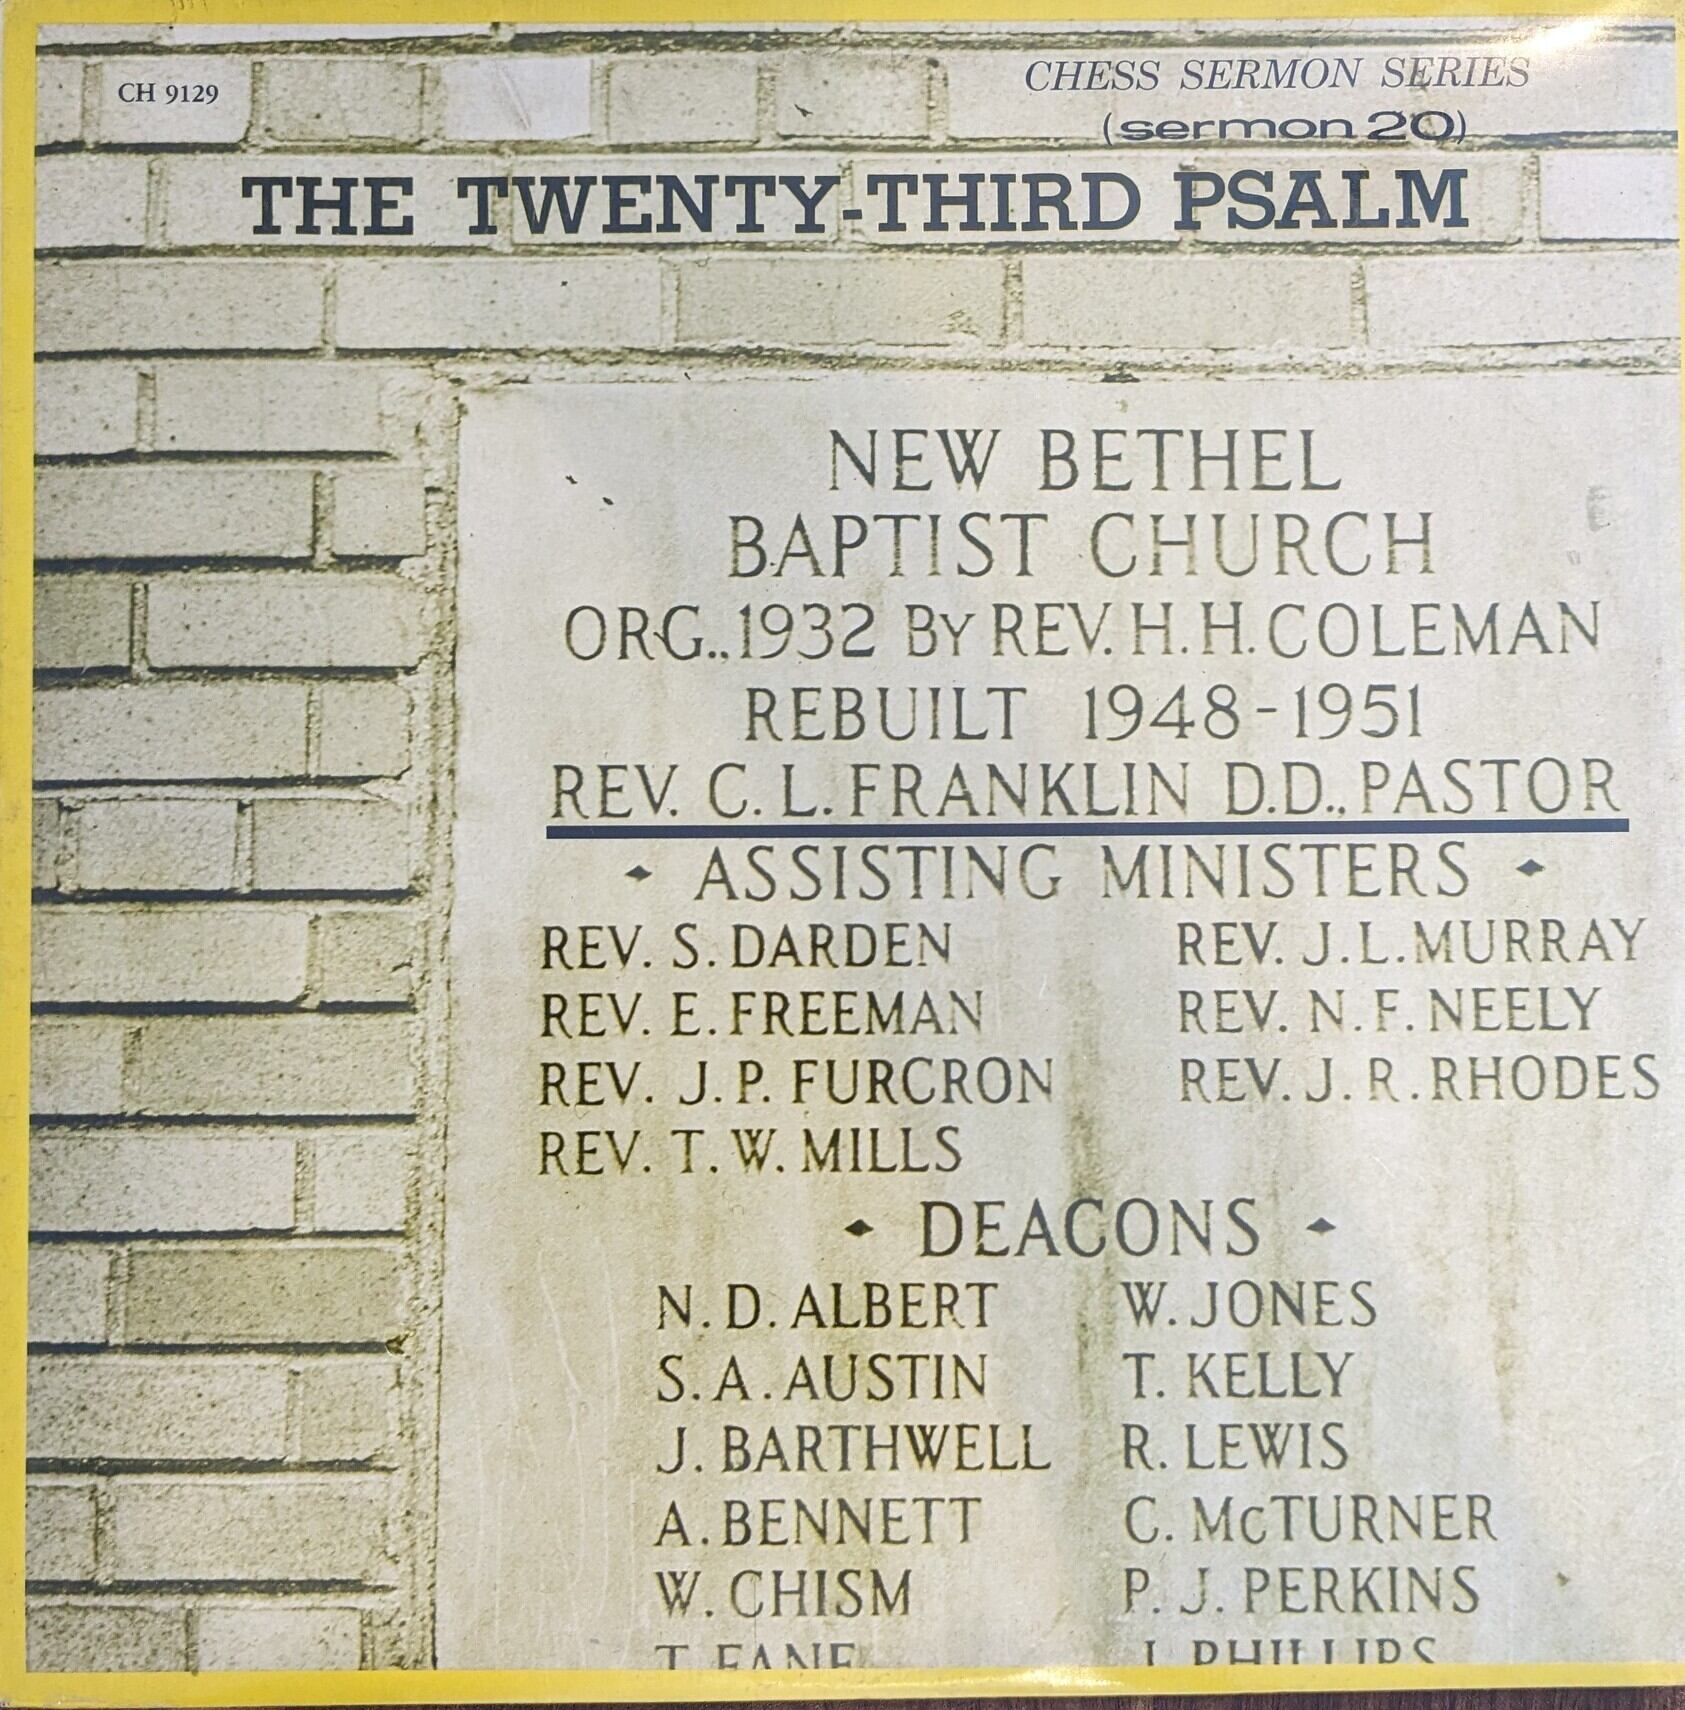 CH 9129
CHESS SERMON SERIES
(sermon 20)
THE TWENTY-THIRD PSALM
NEW BETHEL
BAPTIST CHURCH
ORG., 1932 BY REV. H. H. COLEMAN
REBUILT 1948-1951
REV. C. L. FRANKLIN D.D., PASTOR
ASSISTING MINISTERS
REV. S. DARDEN REV. J. L. MURRAY
REV. E. FREEMAN REV. N. F. NEELY
REV. J. P. FURCRON REV. J. R. RHODES
REV. T. W. MILLS
DEACONS
N. D. ALBERT W. JONES
S. A. AUSTIN T. KELLY
J. BARTHWELL R. LEWIS
A. BENNETT C. McTURNER
W. CHISM P. J. PERKINS
PHILLIPS